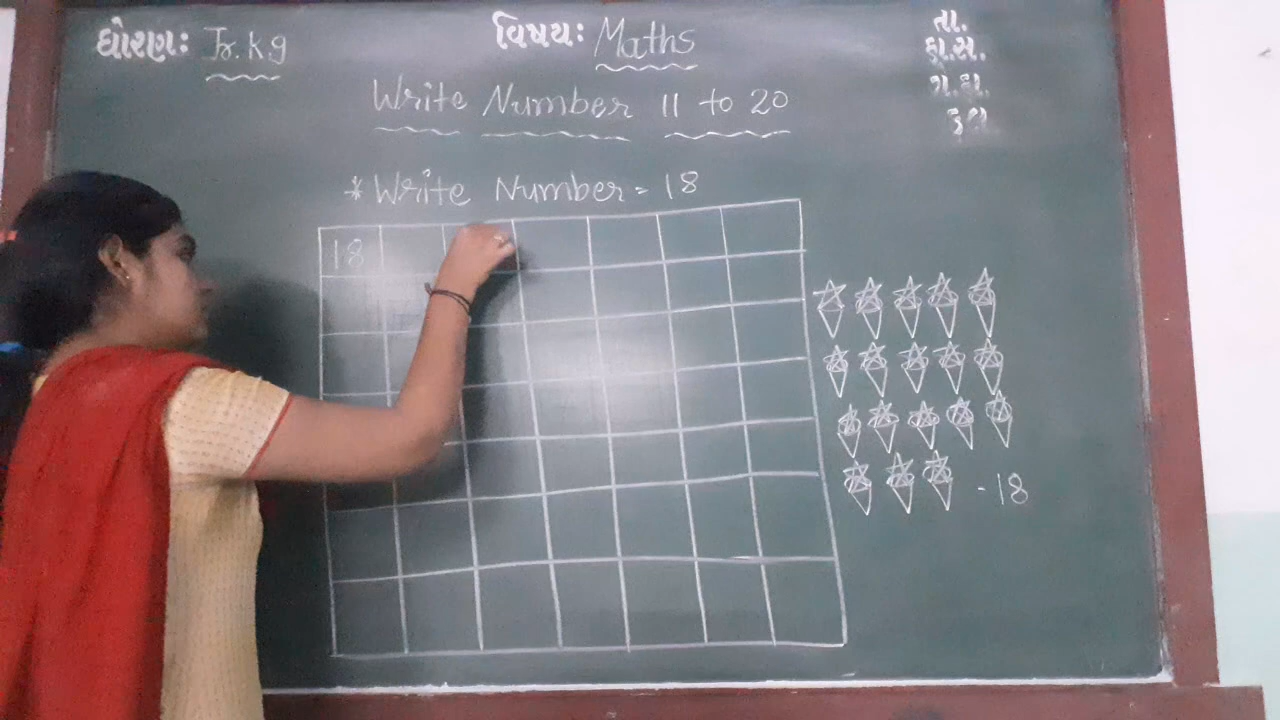 ધોરણઃ Jr.kg
વિષયઃ Maths
તા.
Write Number 11 to 20
* Write Number = 18
18
- 18